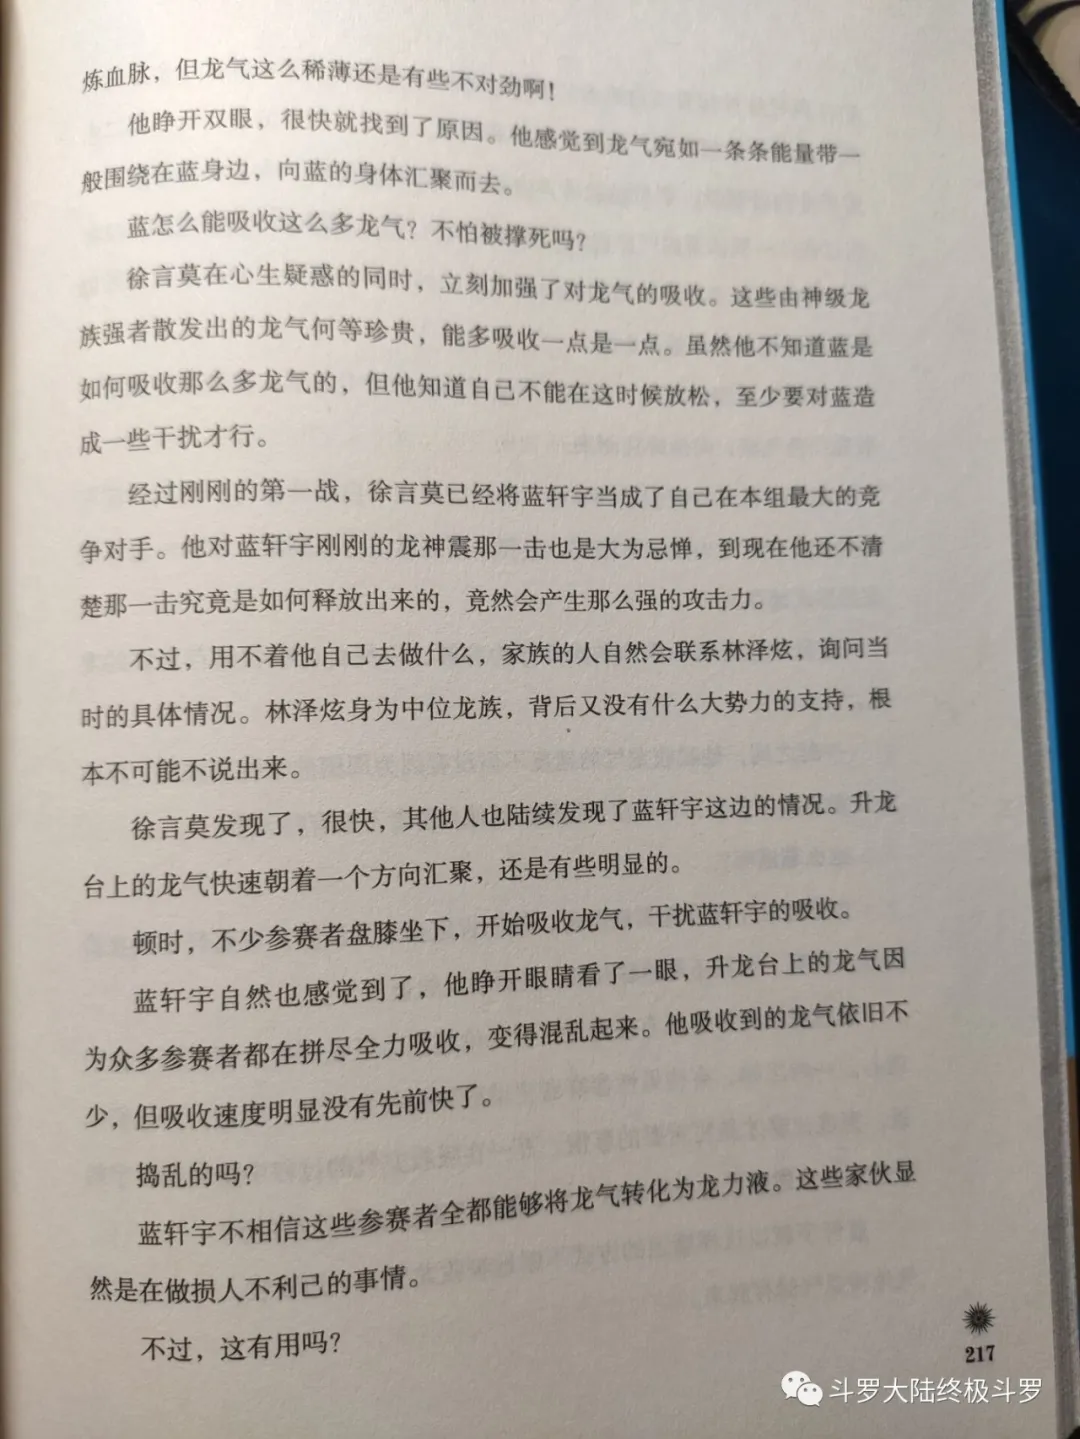 炼血脉，但龙气这么稀薄还是有些不对劲啊！
他睁开双眼，很快就找到了原因。他感觉到龙气宛如一条条能量带一
般围绕在蓝身边，向蓝的身体汇聚而去。
蓝怎么能吸收这么多龙气？不怕被撑死吗？
徐言莫在心生疑惑的同时，立刻加强了对龙气的吸收。这些由神级龙
族强者散发出的龙气何等珍贵，能多吸收一点是一点。虽然他不知道蓝是
如何吸收那么多龙气的，但他知道自己不能在这时候放松，至少要对蓝造
成一些干扰才行。
经过刚刚的第一战，徐言莫已经将蓝轩宇当成了自己在本组最大的竞
争对手。他对蓝轩宇刚刚的龙神震那一击也是大为忌惮，到现在他还不清
楚那一击究竟是如何释放出来的，竟然会产生那么强的攻击力。
不过，用不着他自己去做什么，家族的人自然会联系林泽炫，询问当
时的具体情况。林泽炫身为中位龙族，背后又没有什么大势力的支持，根
本不可能不说出来。
徐言莫发现了，很快，其他人也陆续发现了蓝轩宇这边的情况。升龙
台上的龙气快速朝着一个方向汇聚，还是有些明显的。
顿时，不少参赛者盘膝坐下，开始吸收龙气，干扰蓝轩宇的吸收。
蓝轩宇自然也感觉到了，他睁开眼睛看了一眼，升龙台上的龙气因
为众多参赛者都在拼尽全力吸收，变得混乱起来。他吸收到的龙气依旧不
少，但吸收速度明显没有先前快了。
捣乱的吗？
蓝轩宇不相信这些参赛者全都能够将龙气转化为龙力液。这些家伙显
然是在做损人不利己的事情。
不过，这有用吗？
217
斗罗大陆终极斗罗